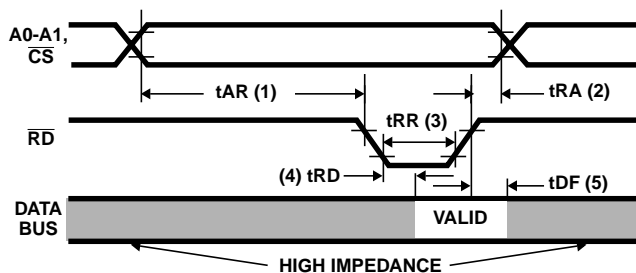 A0-A1,
CS
tAR (1)
tRA (2)
RD
tRR (3)
(4) tRD
tDF (5)
DATA
BUS
VALID
HIGH IMPEDANCE